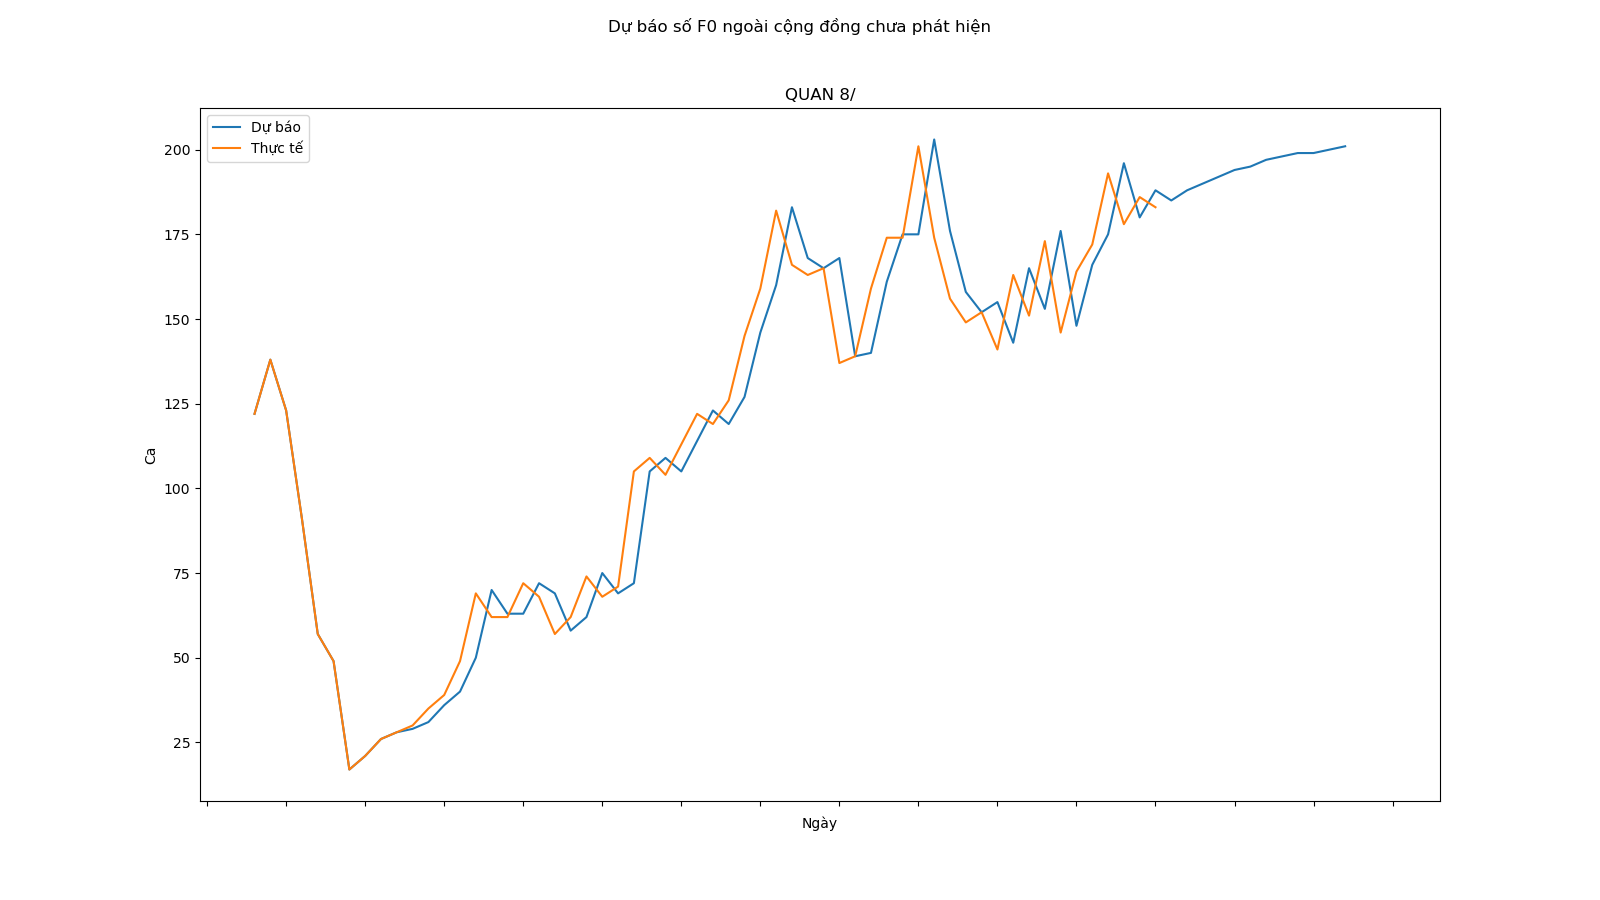 Dự báo số F0 ngoài cộng đồng chưa phát hiện
QUAN 8/
Dự báo
Thực tế
200
175
150
125
100
75
50
25
Ca
Ngày